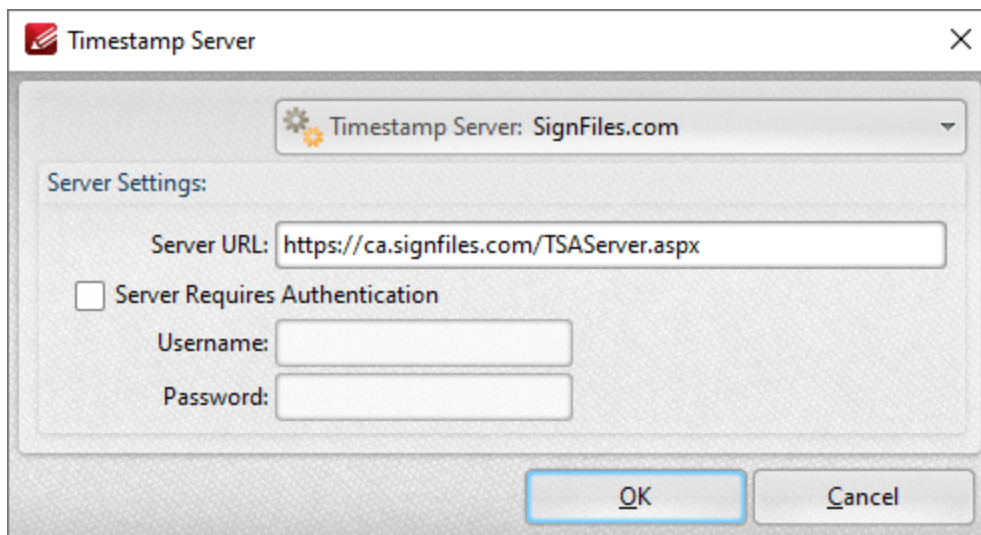 Timestamp Server
Timestamp Server: SignFiles.com
Server Settings:
Server URL: https://ca.signfiles.com/TSAServer.aspx
Server Requires Authentication
Username:
Password:
OK Cancel